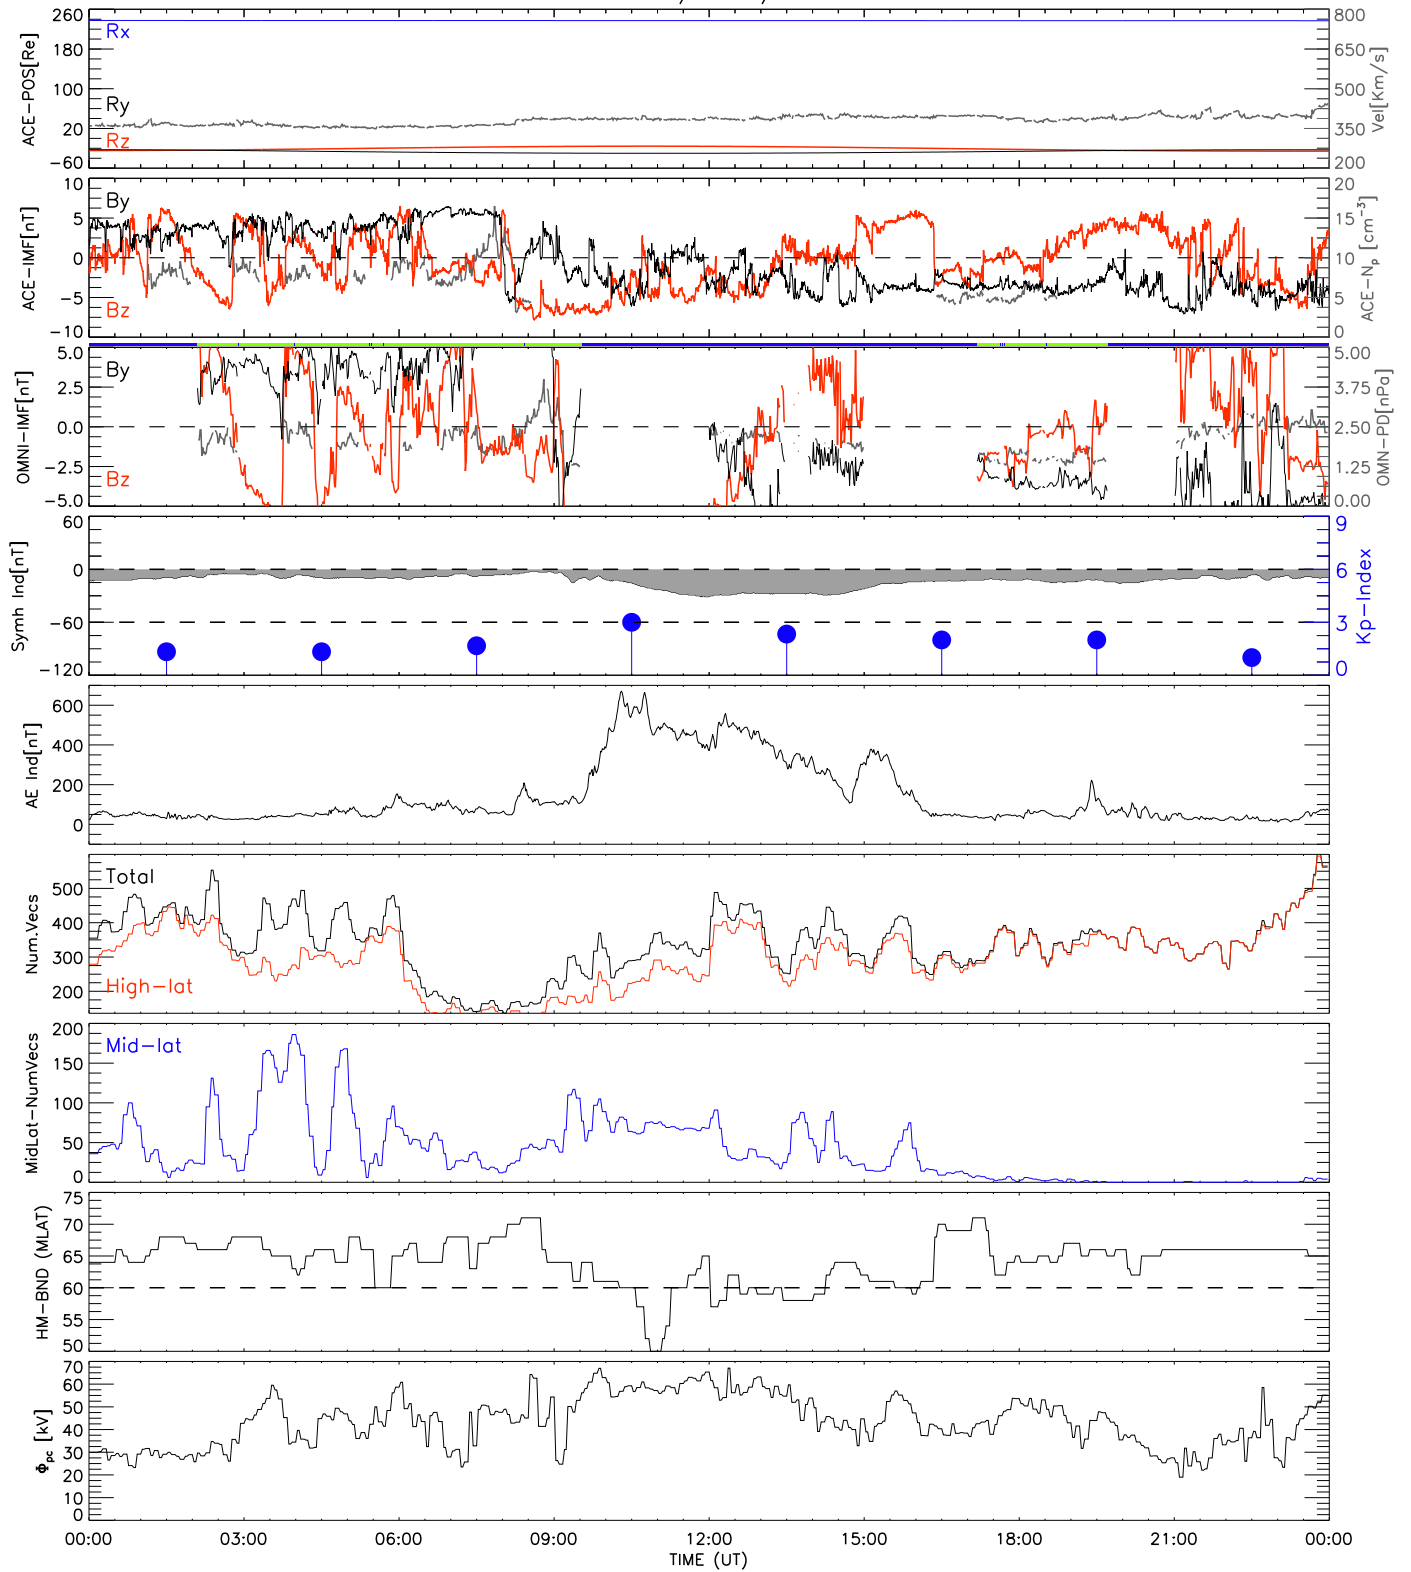 260
180
100
20
−60
ACE−POS[Re]
Rx
Ry
Rz
800
650
500
350
200
Vel[Km/s]
10
5
0
−5
−10
ACE−IMF[nT]
By
Bz
20
15
10
5
0
ACE−Np [cm−3]
5.0
2.5
0.0
−2.5
−5.0
OMNI−IMF[nT]
By
Bz
5.00
3.75
2.50
1.25
0.00
OMN−PD[nPa]
60
0
−60
−120
Symh Ind[nT]
9
6
3
0
Kp−Index
600
400
200
0
AE Ind[nT]
500
400
300
200
Num.Vecs
Total
High−lat
200
150
100
50
0
MidLat−NumVecs
Mid−lat
75
70
65
60
55
50
HM−BND (MLAT)
70
60
50
40
30
20
10
0
Φpc [kV]
00:00 03:00 06:00 09:00 12:00 15:00 18:00 21:00 00:00
TIME (UT)